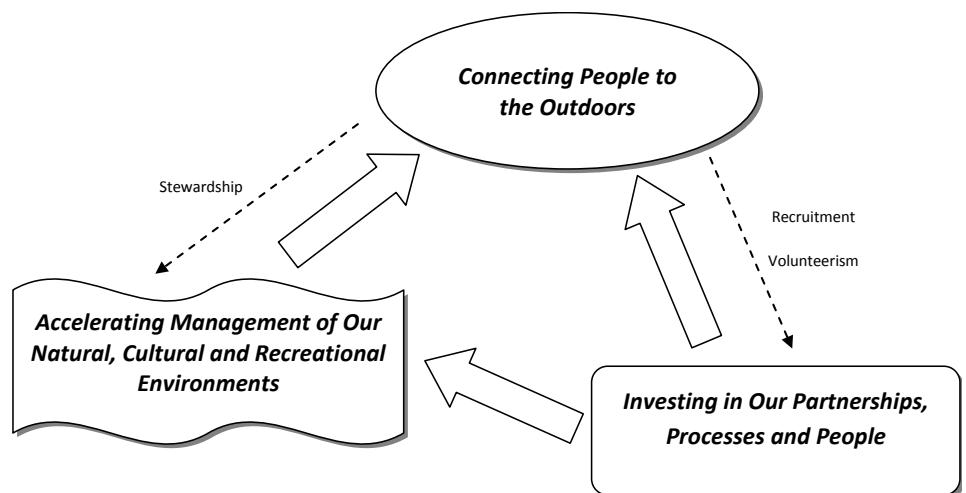 Connecting People to
the Outdoors
Stewardship
Recruitment
Volunteerism
Accelerating Management of Our
Natural, Cultural and Recreational
Environments
Investing in Our Partnerships,
Processes and People